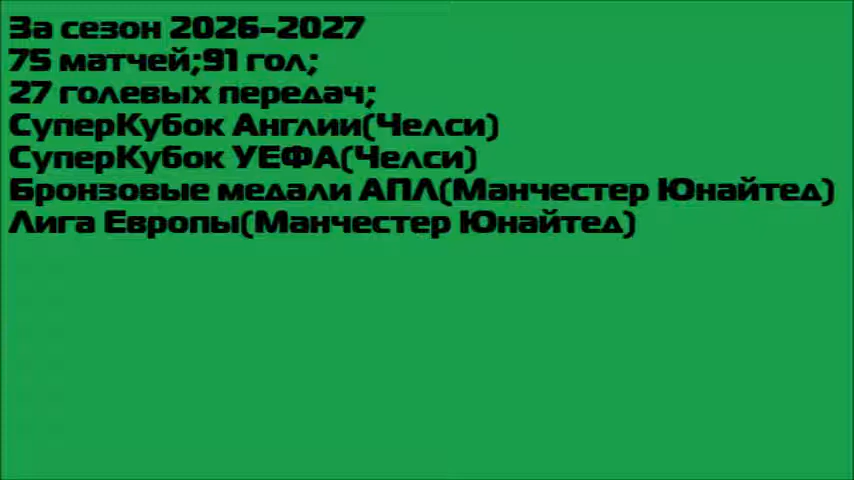 За сезон 2026-2027
75 матчей;91 гол;
27 голевых передач;
СуперКубок Англии(Челси)
СуперКубок УЕФА(Челси)
Бронзовые медали АПЛ(Манчестер Юнайтед)
Лига Европы(Манчестер Юнайтед)